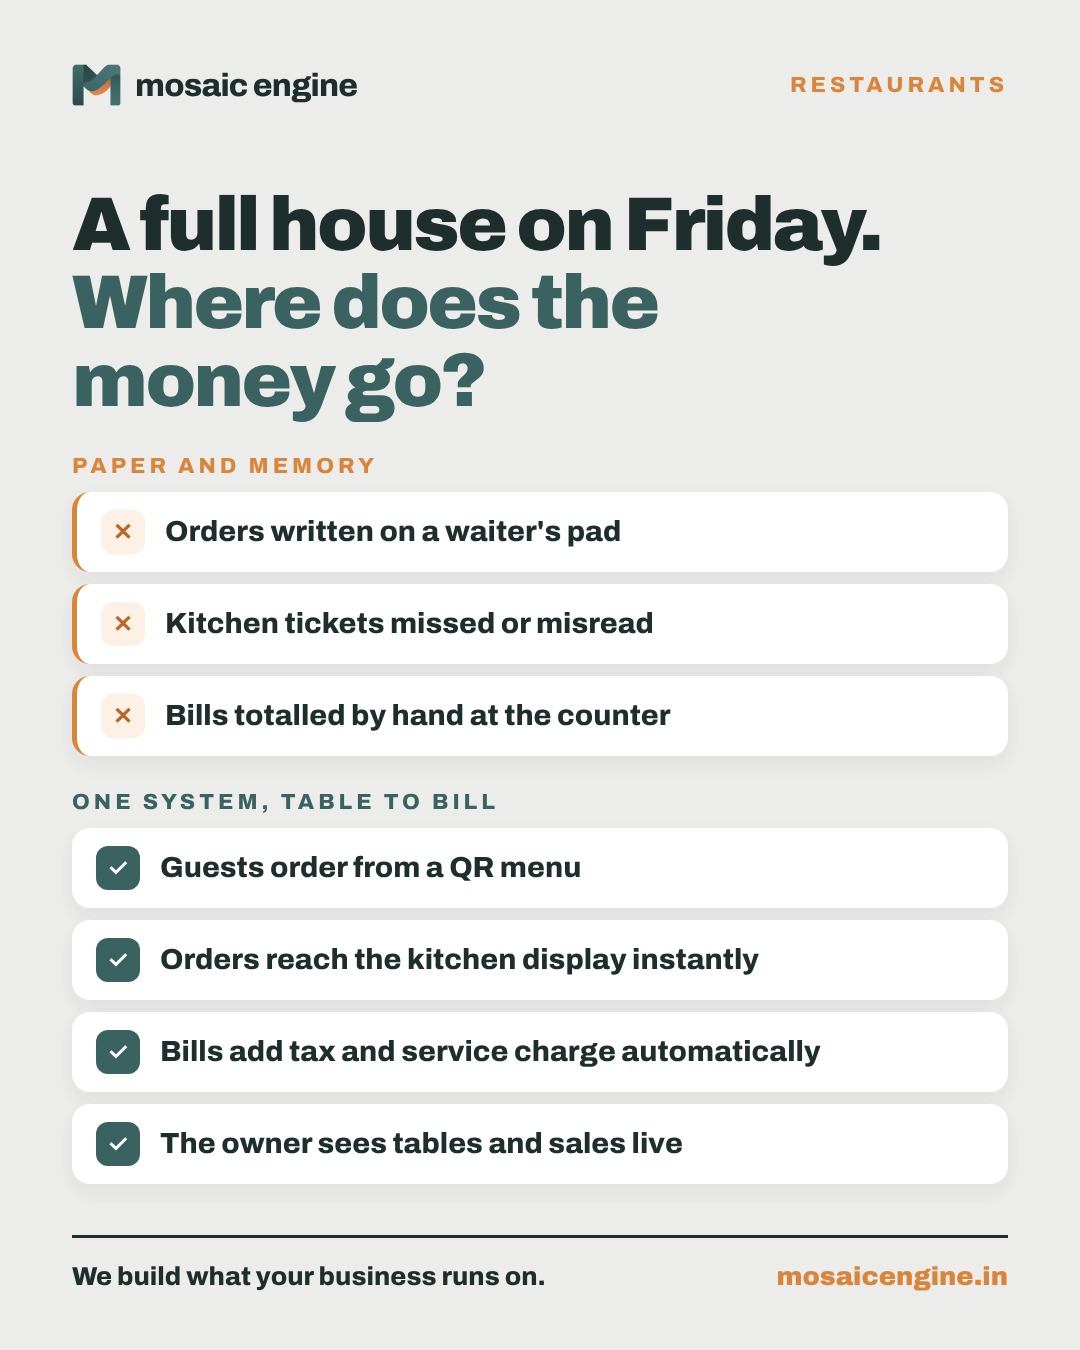 mosaic engine
RESTAURANTS
A full house on Friday.
Where does the
money go?
PAPER AND MEMORY
Orders written on a waiter's pad
Kitchen tickets missed or misread
Bills totalled by hand at the counter
ONE SYSTEM, TABLE TO BILL
Guests order from a QR menu
Orders reach the kitchen display instantly
Bills add tax and service charge automatically
The owner sees tables and sales live
We build what your business runs on.
mosaicengine.in